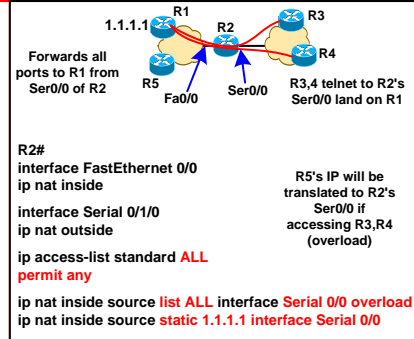 R1
1.1.1.1
R2
R3
R4
R5
Fa0/0
Ser0/0
Forwards all
ports to R1 from
Ser0/0 of R2
R3,4 telnet to R2's
Ser0/0 land on R1
R2#
interface FastEthernet 0/0
ip nat inside
interface Serial 0/1/0
ip nat outside
ip access-list standard ALL
permit any
R5's IP will be
translated to R2's
Ser0/0 if
accessing R3,R4
(overload)
ip nat inside source list ALL interface Serial 0/0 overload
ip nat inside source static 1.1.1.1 interface Serial 0/0